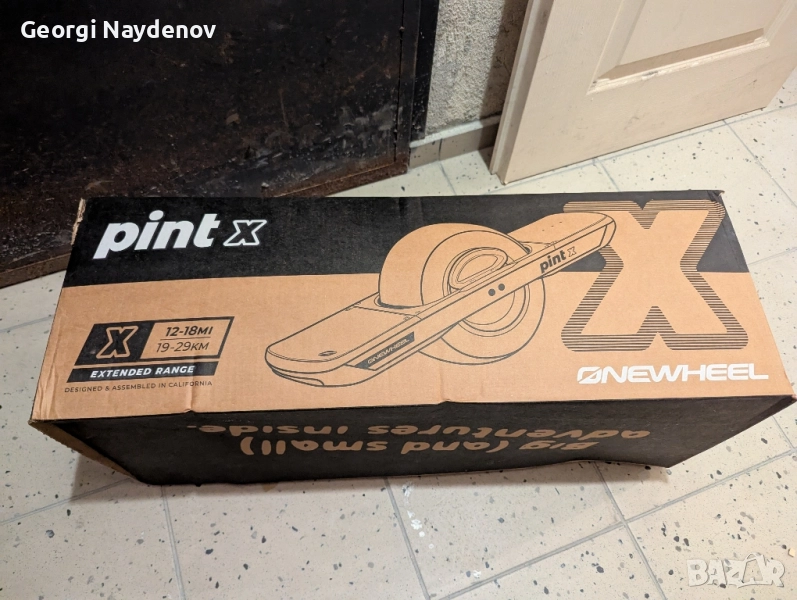 Georgi Naydenov
pint x
pint x
X
X
12-18MI
19-29KM
EXTENDED RANGE
DESIGNED & ASSEMBLED IN CALIFORNIA
ONEWHEEL
ONEWHEEL
Big (and small)
adventures inside.
BAZAR